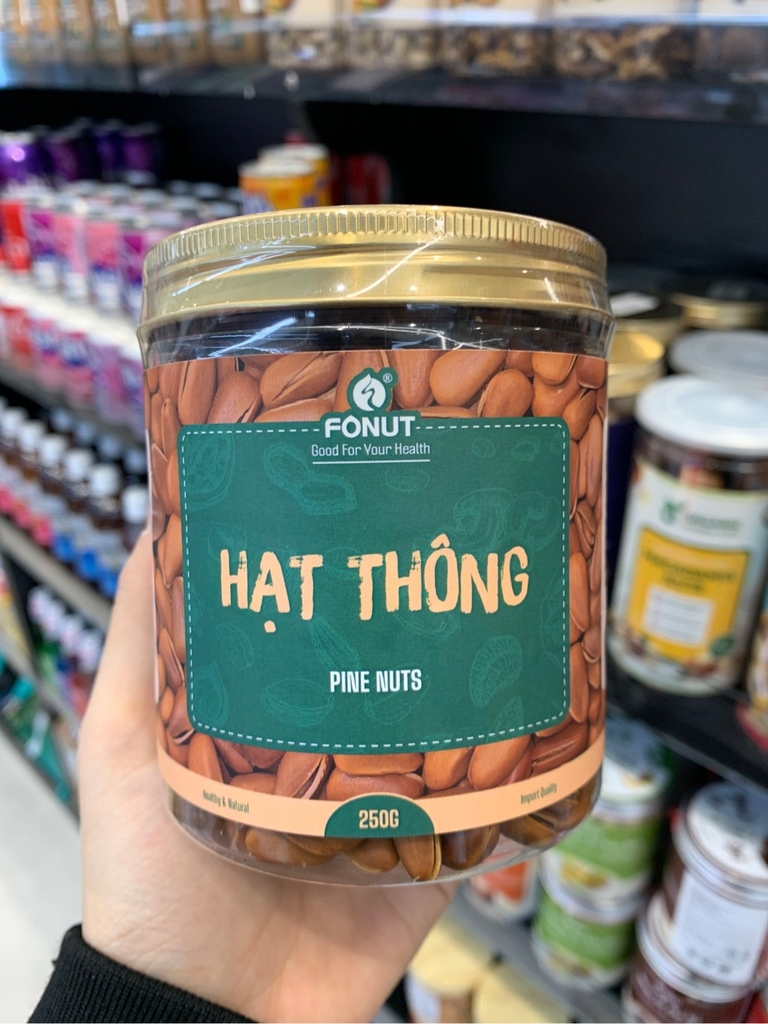 ®
FONUT
Good For Your Health
HẠT THÔNG
PINE NUTS
Healthy & Natural
250G
Import Quality